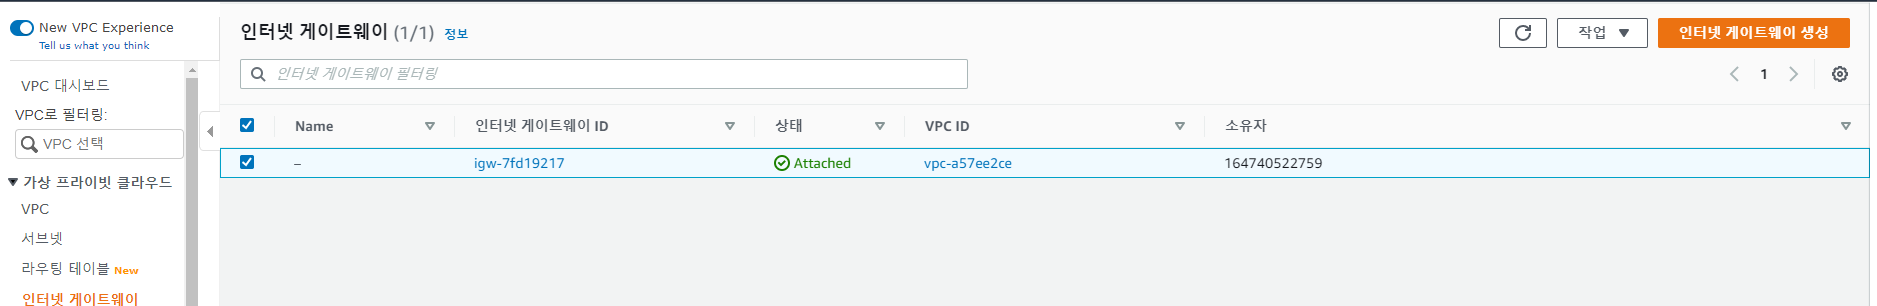 New VPC Experience
Tell us what you think
VPC 대시보드
VPC로 필터링:
VPC 선택
가상 프라이빗 클라우드
VPC
서브넷
라우팅 테이블 New
인터넷 게이트웨이
인터넷 게이트웨이 (1/1) 정보
작업
인터넷 게이트웨이 생성
인터넷 게이트웨이 필터링
1
Name 인터넷 게이트웨이 ID 상태 VPC ID 소유자
– igw-7fd19217 Attached vpc-a57ee2ce 164740522759